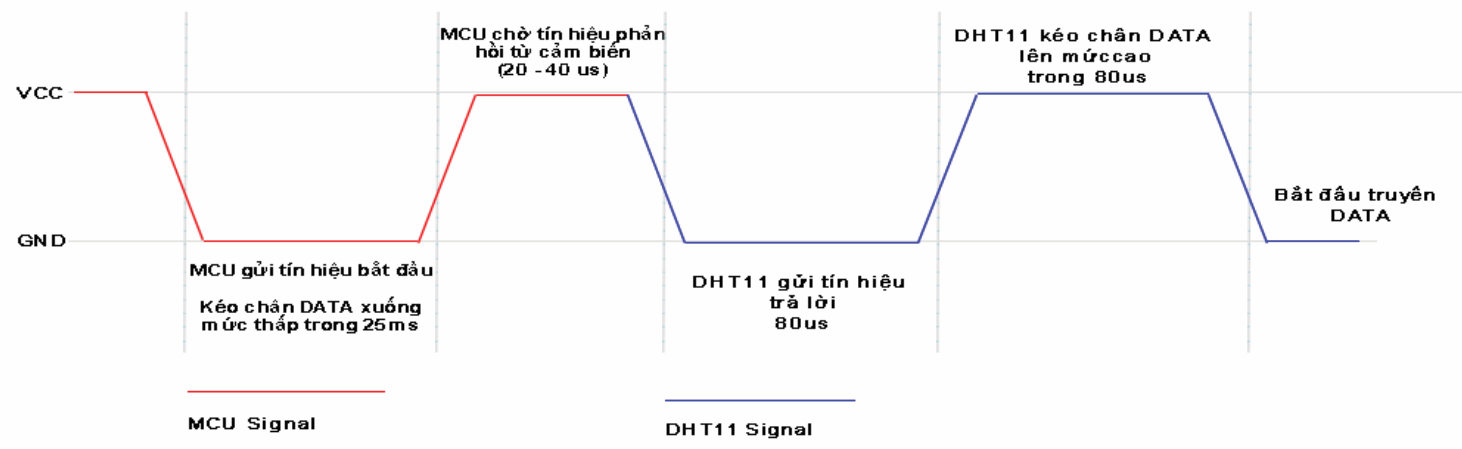 MCU chờ tín hiệu phản
hồi từ cảm biến
(20 -40 us)
DHT11 kéo chân DATA
lên mứccao
trong 80us
VCC
Bắt đầu truyền
DATA
GND
MCU gửi tín hiệu bắt đầu
Kéo chân DATA xuống
mức thấp trong 25ms
DHT11 gửi tín hiệu
trả lời
80us
MCU Signal
DHT11 Signal